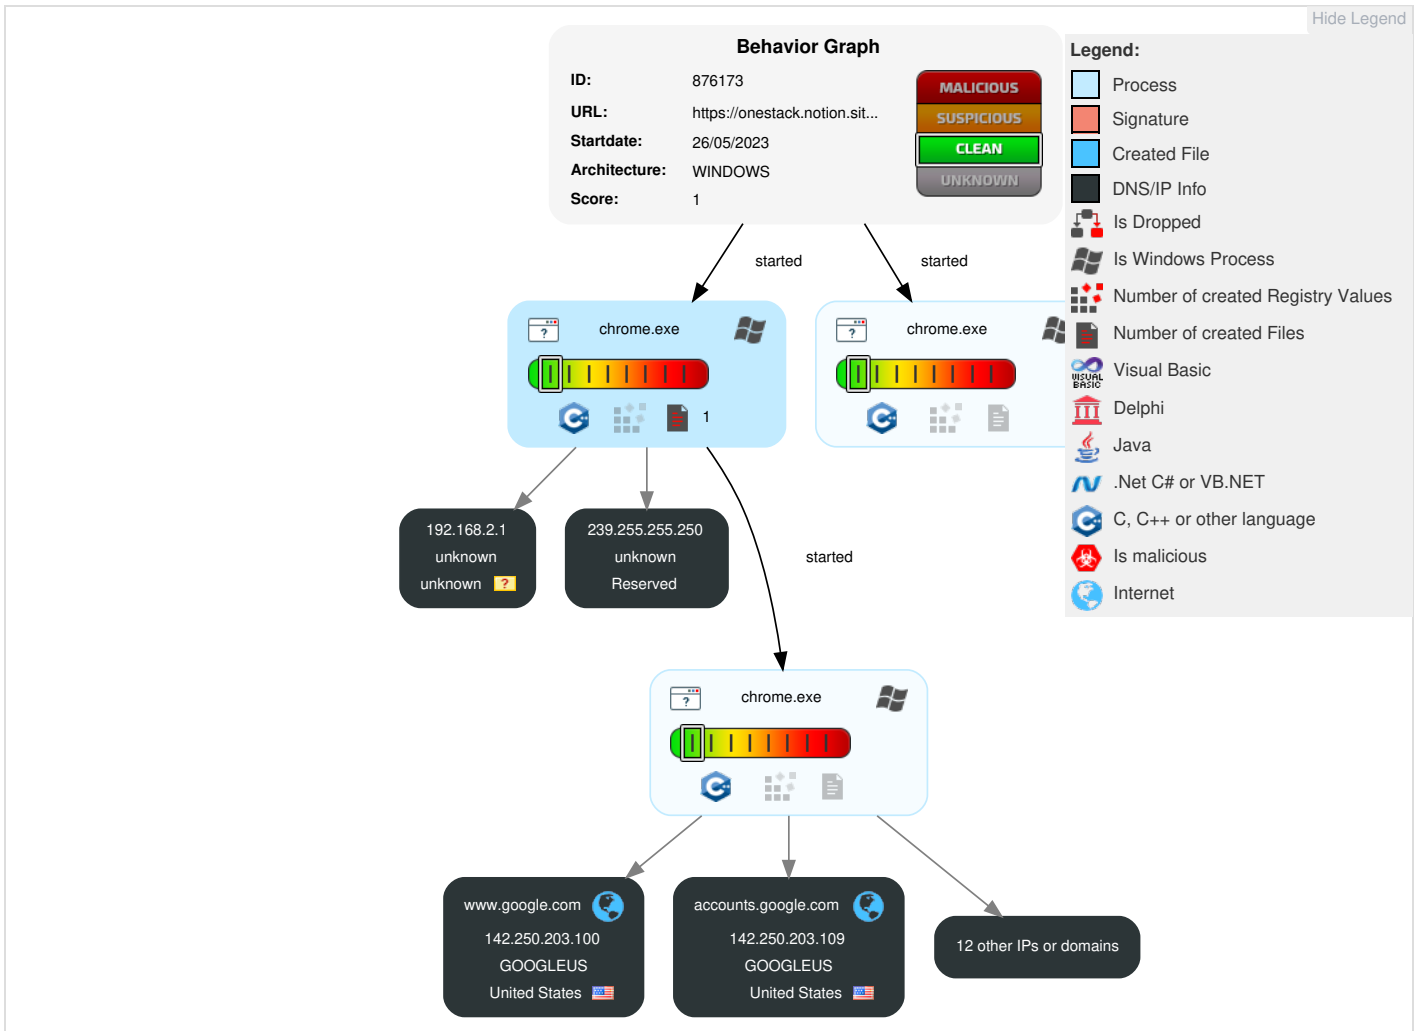 Hide Legend
Behavior Graph
ID: 876173
URL: https://onestack.notion.sit...
Startdate: 26/05/2023
Architecture: WINDOWS
Score: 1
MALICIOUS
SUSPICIOUS
CLEAN
UNKNOWN
Legend:
Process
Signature
Created File
DNS/IP Info
Is Dropped
Is Windows Process
Number of created Registry Values
Number of created Files
VISUAL BASIC
Visual Basic
Delphi
Java
.Net C# or VB.NET
C, C++ or other language
Is malicious
Internet
started
started
? chrome.exe
C++
1
? chrome.exe
C++
192.168.2.1
unknown
unknown ?
239.255.255.250
unknown
Reserved
started
? chrome.exe
C++
www.google.com
142.250.203.100
GOOGLEUS
United States
accounts.google.com
142.250.203.109
GOOGLEUS
United States
12 other IPs or domains